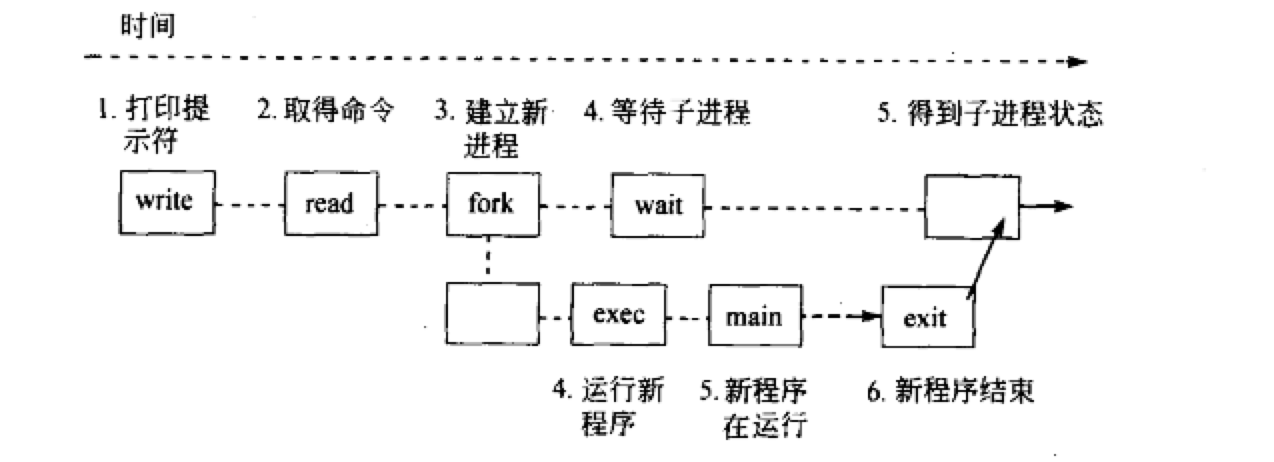 时间
1. 打印提
示符
2. 取得命令
3. 建立新
进程
4. 等待子进程
5. 得到子进程状态
write
read
fork
wait
exec
main
exit
4. 运行新
程序
5. 新程序
在运行
6. 新程序结束